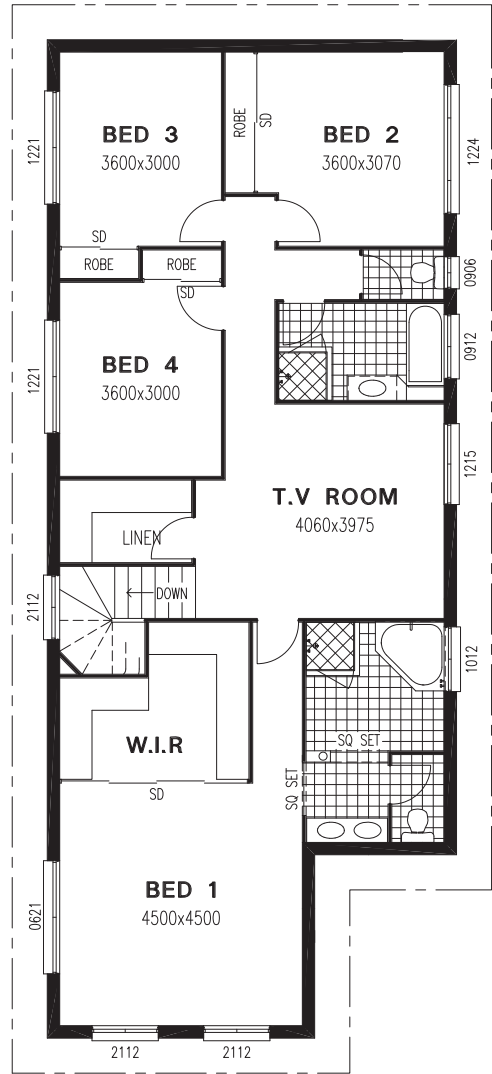 BED 3
3600x3000
ROBE
SD
BED 2
3600x3070
1221
1224
SD
ROBE
ROBE
SD
0906
0912
BED 4
3600x3000
1221
1215
T.V ROOM
4060x3975
LINEN
DOWN
2112
1012
W.I.R
SD
SQ SET
SQ SET
BED 1
4500x4500
0621
2112
2112